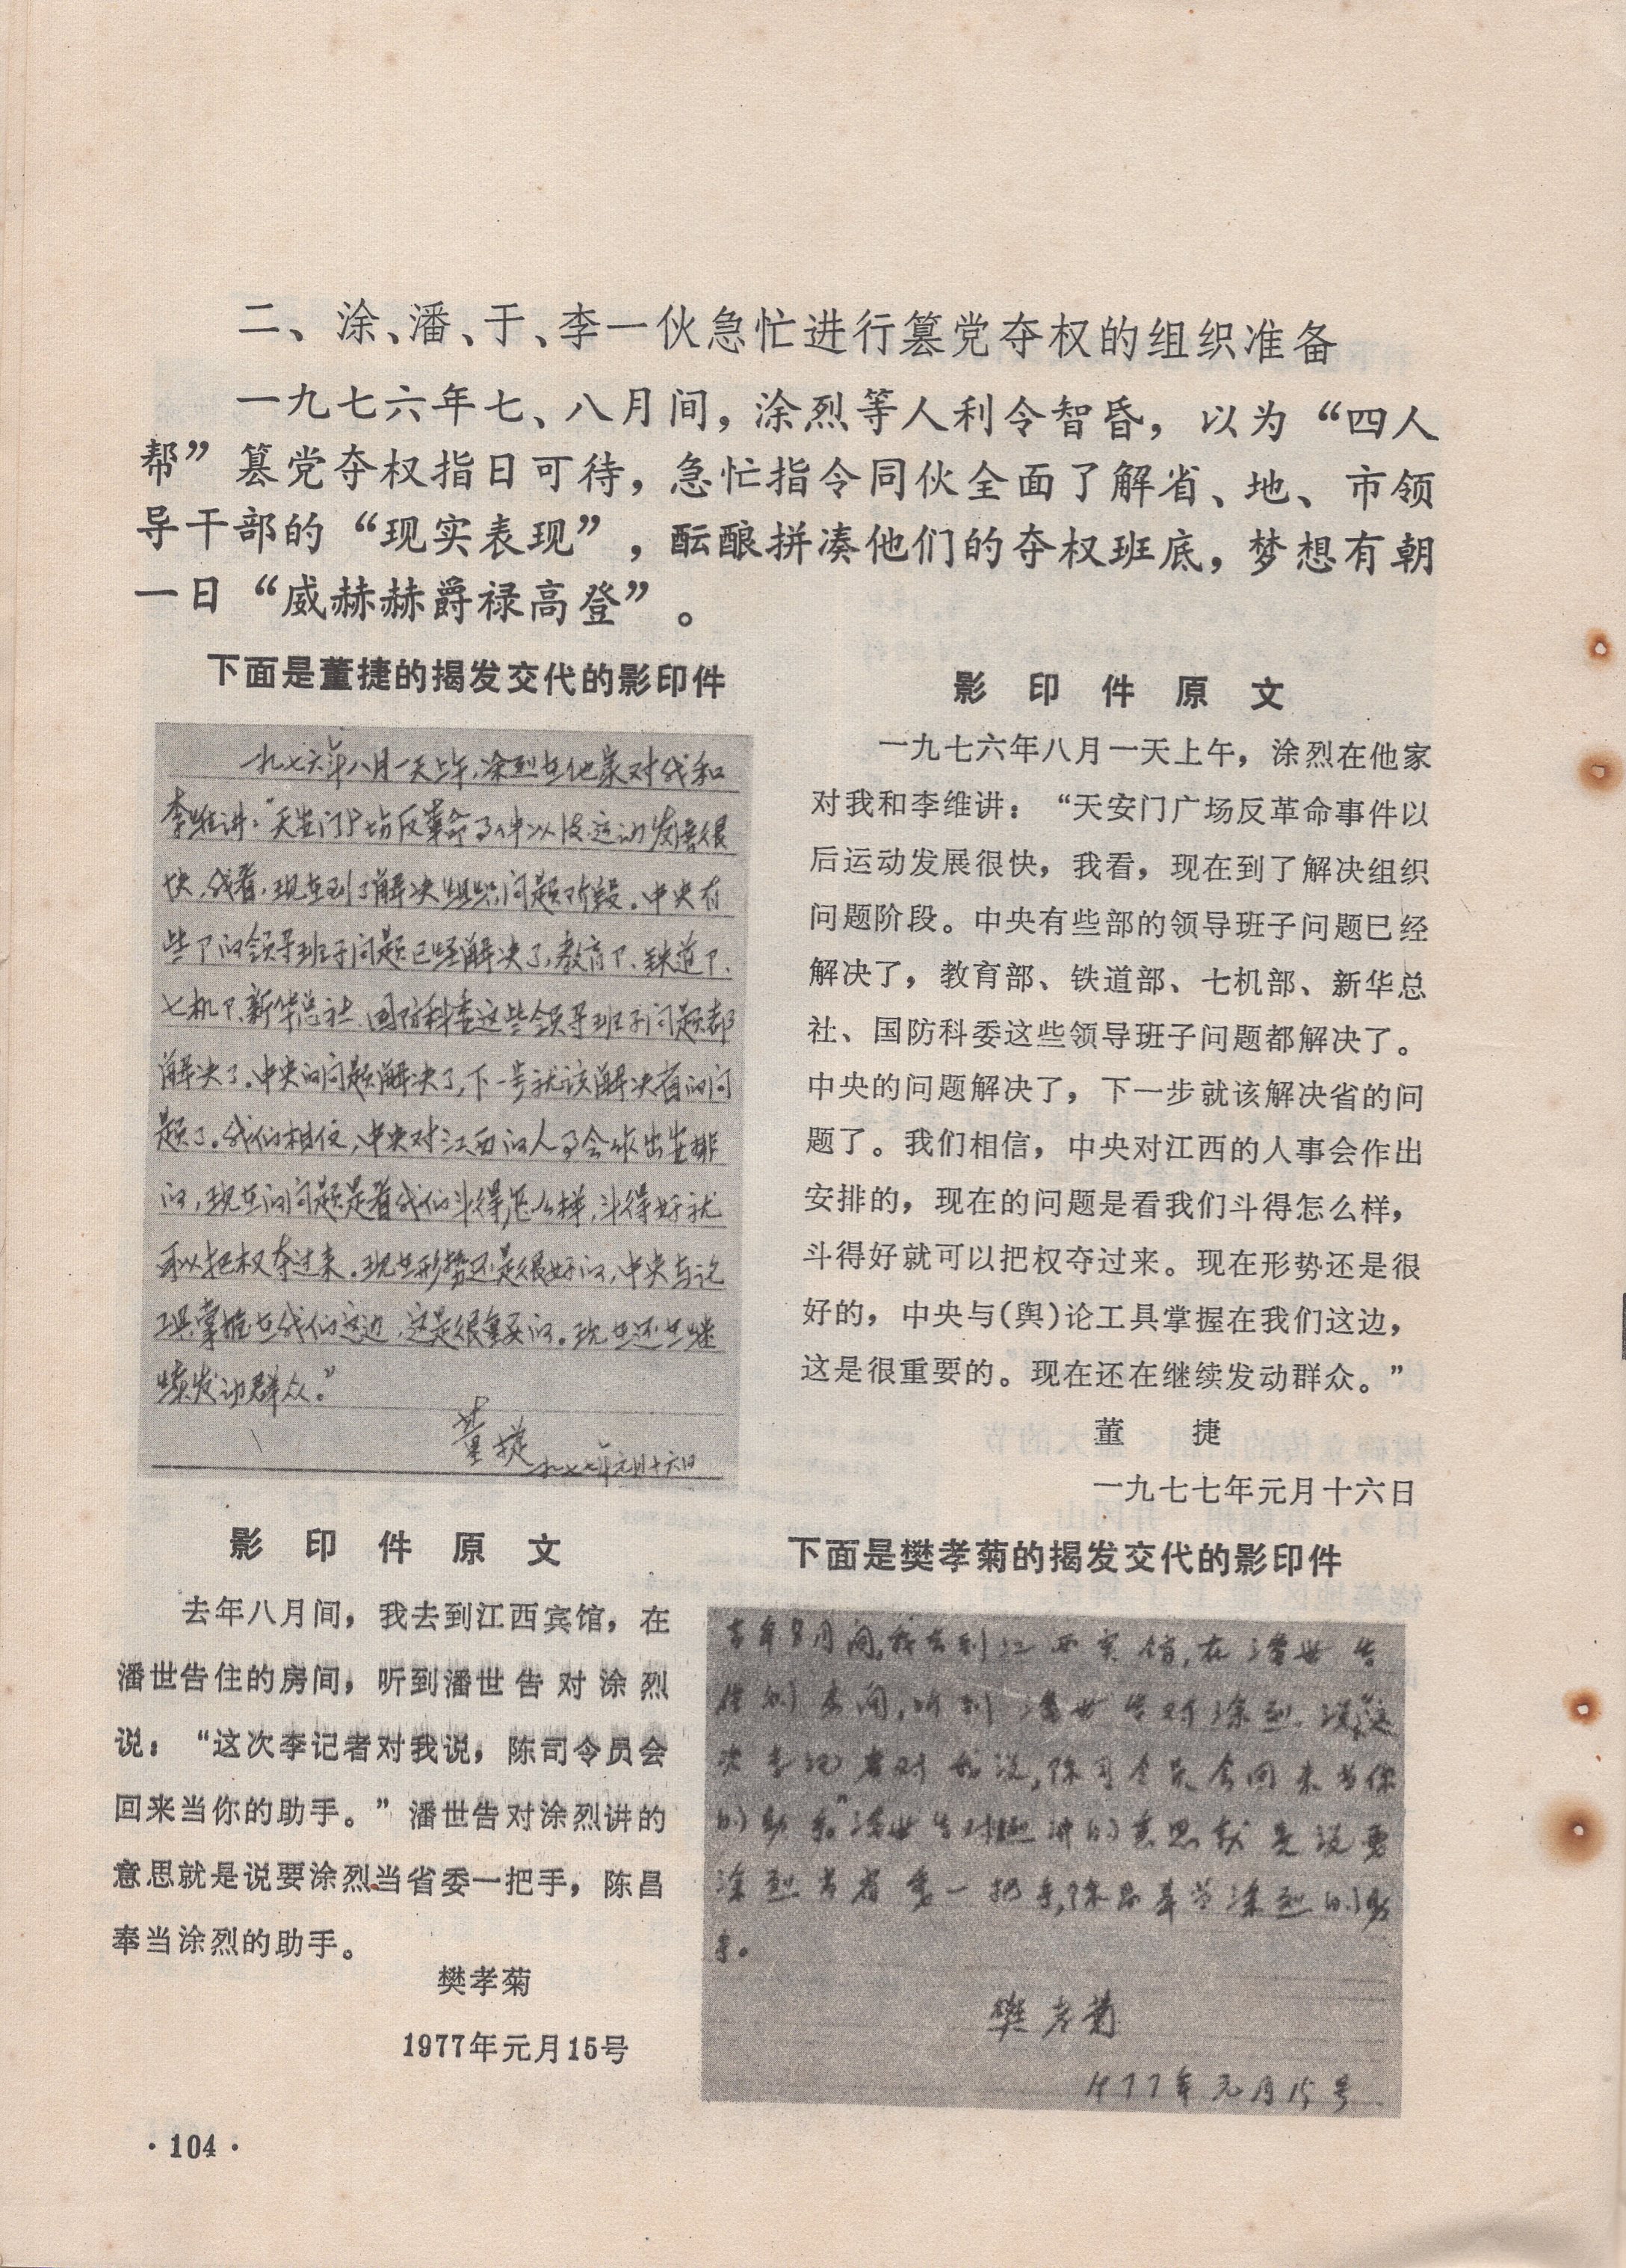 二、涂、潘、于、李一伙急忙进行篡党夺权的组织准备
一九七六年七、八月间，涂烈等人利令智昏，以为“四人
帮”篡党夺权指日可待，急忙指令同伙全面了解省、地、市领
导干部的“现实表现”，酝酿拼凑他们的夺权班底，梦想有朝
一日“威赫赫爵禄高登”。
下面是董捷的揭发交代的影印件
一九七六年八月一天上午，涂烈在他家对我和
李维讲：“天安门广场反革命事件以后运动发展很
快，我看，现在到了解决组织问题阶段。中央有
些部的领导班子问题已经解决了，教育部、铁道部、
七机部、新华总社、国防科委这些领导班子问题都
解决了。中央的问题解决了，下一步就该解决省的问
题了。我们相信，中央对江西的人事会作出安排
的，现在的问题是看我们斗得怎么样，斗得好就
可以把权夺过来。现在形势还是很好的，中央与论
工具掌握在我们这边，这是很重要的。现在还在继
续发动群众。”
董捷
一九七七年元月十六日
影印件原文
一九七六年八月一天上午，涂烈在他家
对我和李维讲：“天安门广场反革命事件以
后运动发展很快，我看，现在到了解决组织
问题阶段。中央有些部的领导班子问题已经
解决了，教育部、铁道部、七机部、新华总
社、国防科委这些领导班子问题都解决了。
中央的问题解决了，下一步就该解决省的问
题了。我们相信，中央对江西的人事会作出
安排的，现在的问题是看我们斗得怎么样，
斗得好就可以把权夺过来。现在形势还是很
好的，中央与(舆)论工具掌握在我们这边，
这是很重要的。现在还在继续发动群众。”
董 捷
一九七七年元月十六日
影印件原文
去年八月间，我去到江西宾馆，在
潘世告住的房间，听到潘世告对涂烈
说：“这次李记者对我说，陈司令员会
回来当你的助手。”潘世告对涂烈讲的
意思就是说要涂烈当省委一把手，陈昌
奉当涂烈的助手。
樊孝菊
1977年元月15号
下面是樊孝菊的揭发交代的影印件
去年8月间，我去到江西宾馆，在潘世告
住的房间，听到潘世告对涂烈说，“这
次李记者对我说，陈司令员会回来当你
的助手。”潘世告对涂烈讲的意思就是说要
涂烈当省委一把手，陈昌奉当涂烈的助
手。
樊孝菊
1977年元月15号
·104·